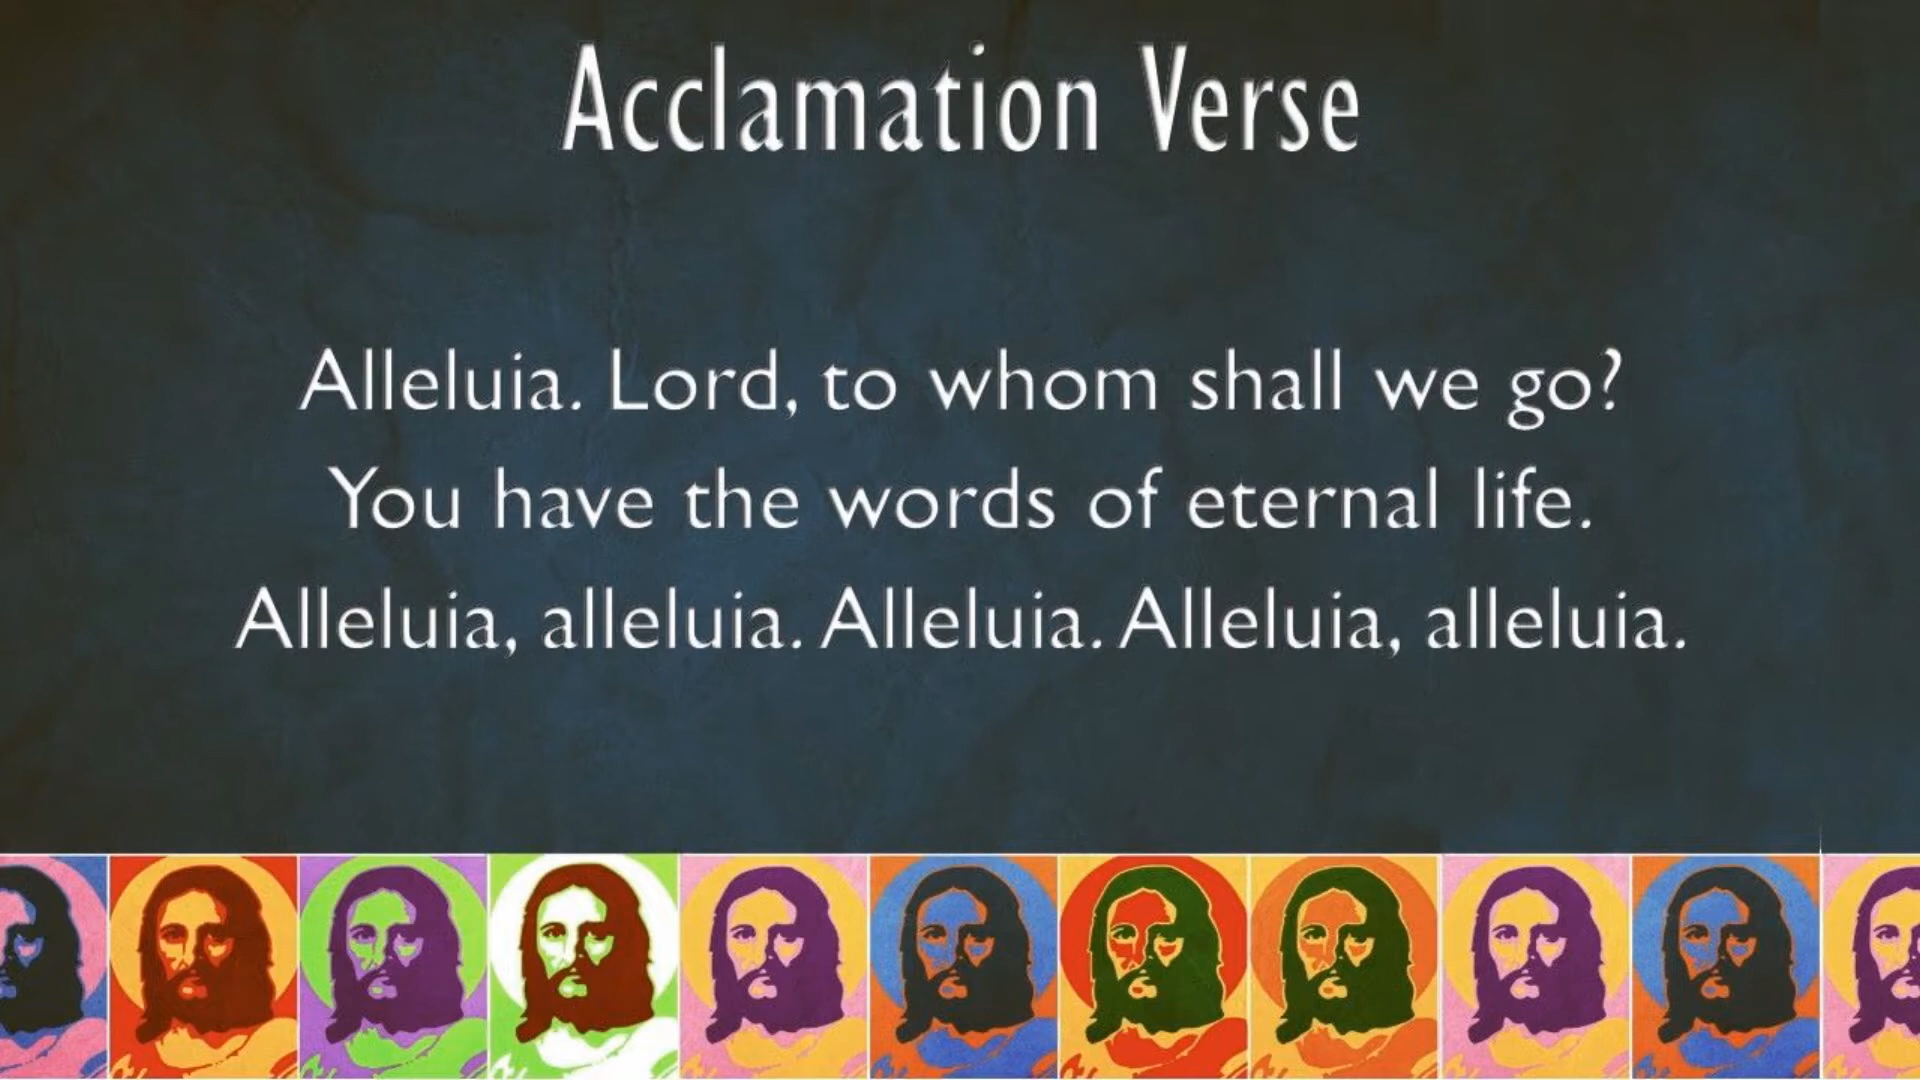 Acclamation Verse
Alleluia. Lord, to whom shall we go?
You have the words of eternal life.
Alleluia, alleluia. Alleluia. Alleluia, alleluia.